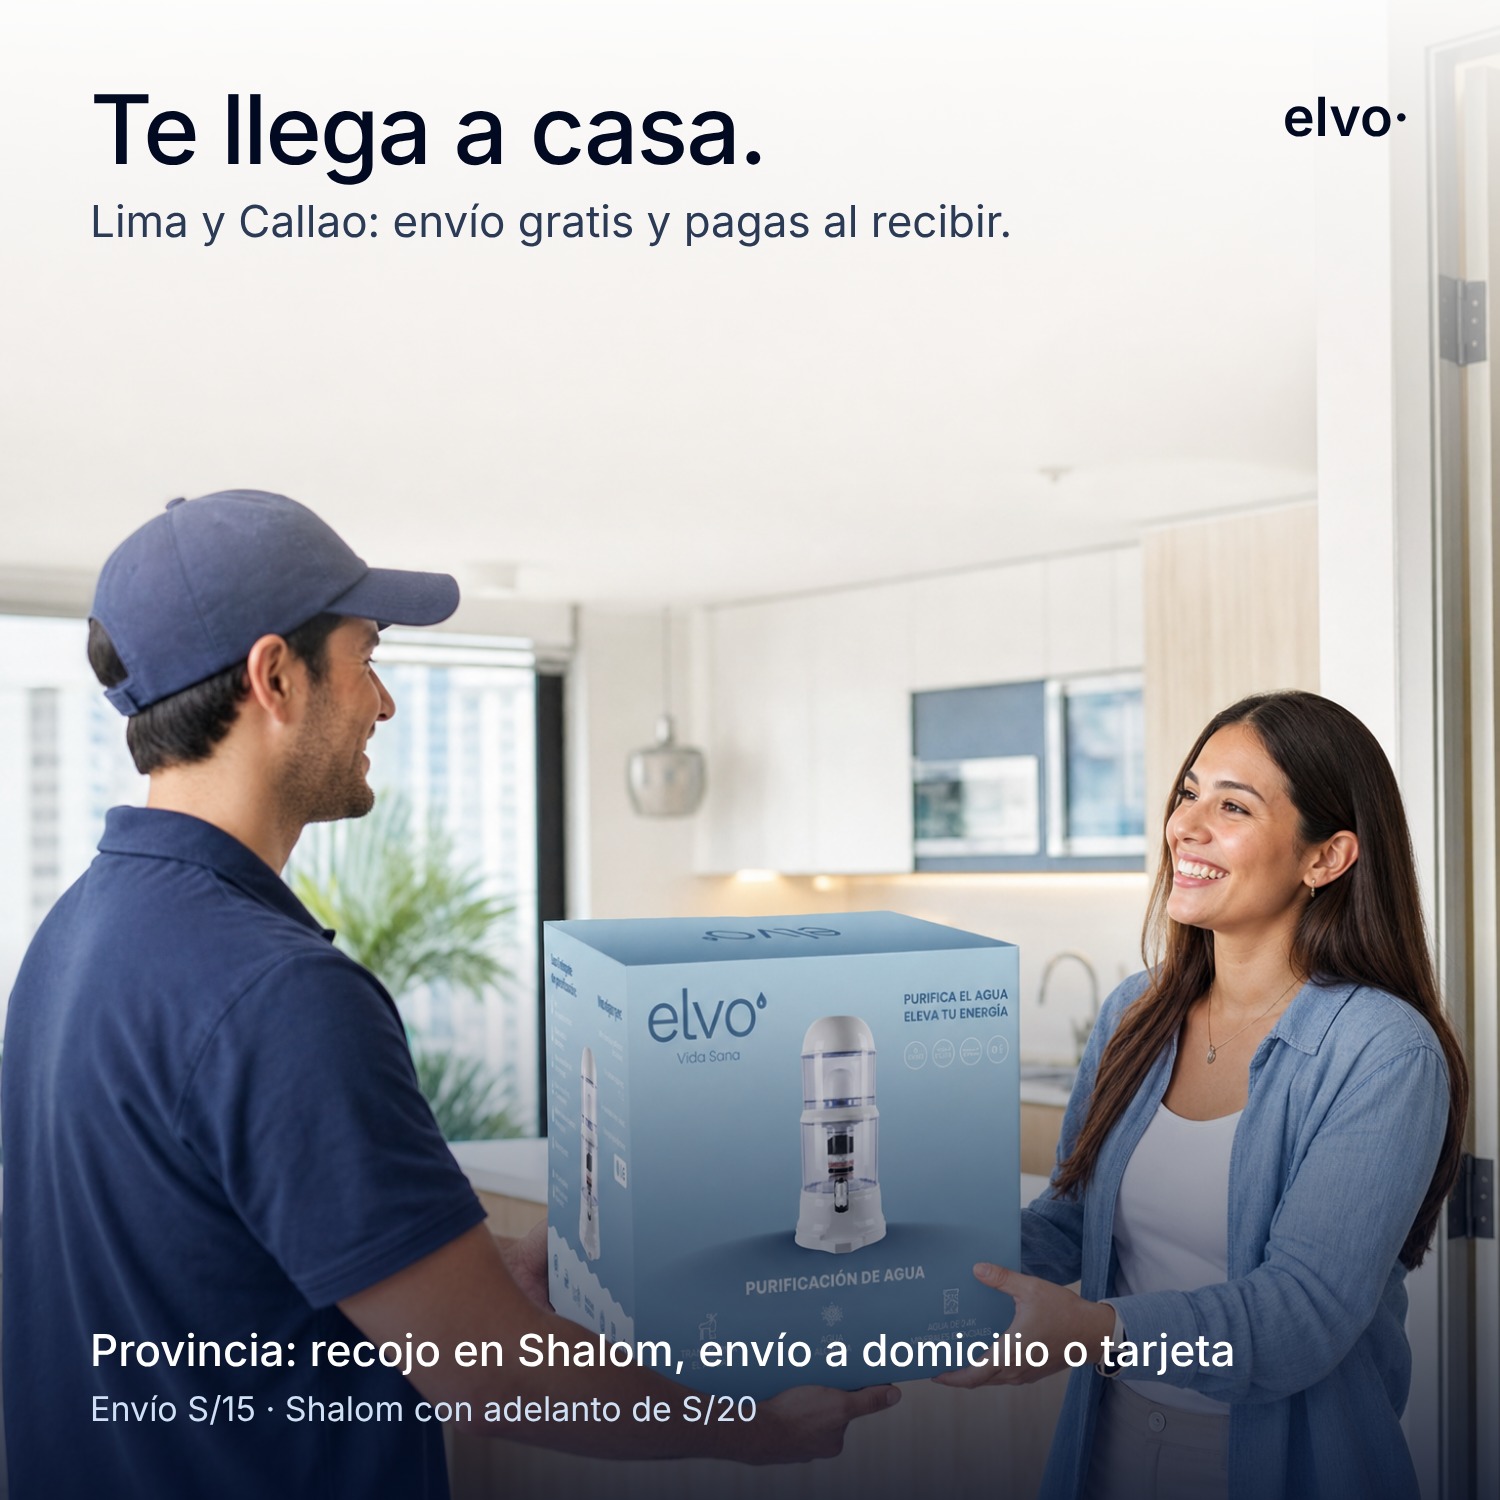 Te llega a casa.
elvo·
Lima y Callao: envío gratis y pagas al recibir.
elvo
elvo
Vida Sana
PURIFICA EL AGUA
ELEVA TU ENERGÍA
PURIFICACIÓN DE AGUA
Provincia: recojo en Shalom, envío a domicilio o tarjeta
Envío S/15 · Shalom con adelanto de S/20